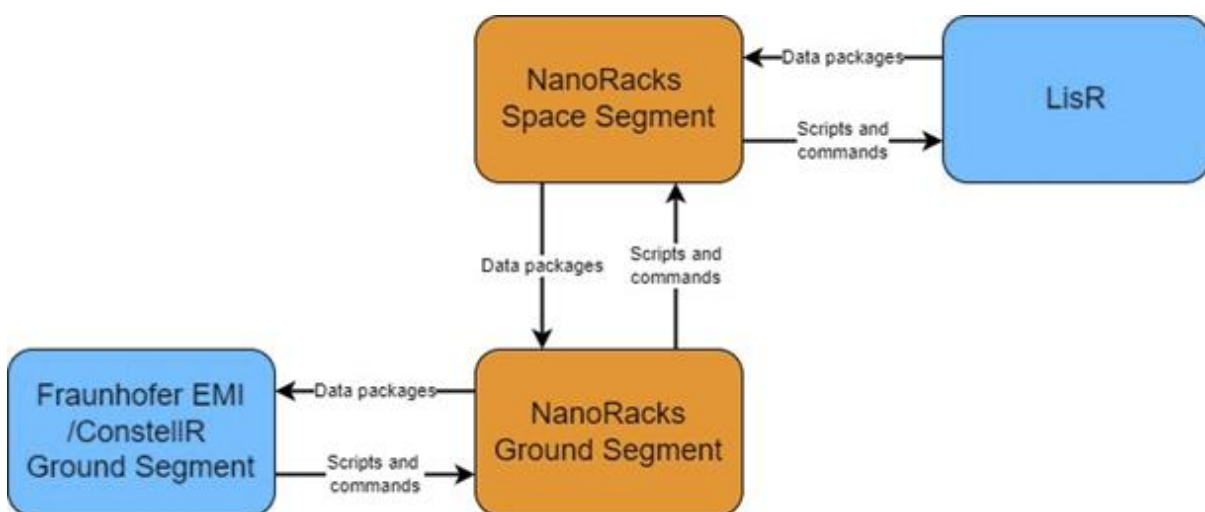 NanoRacks
Space Segment
Data packages
Scripts and
commands
LisR
Data packages
Scripts and
commands
Fraunhofer EMI
/ConstellR
Ground Segment
Data packages
Scripts and
commands
NanoRacks
Ground Segment